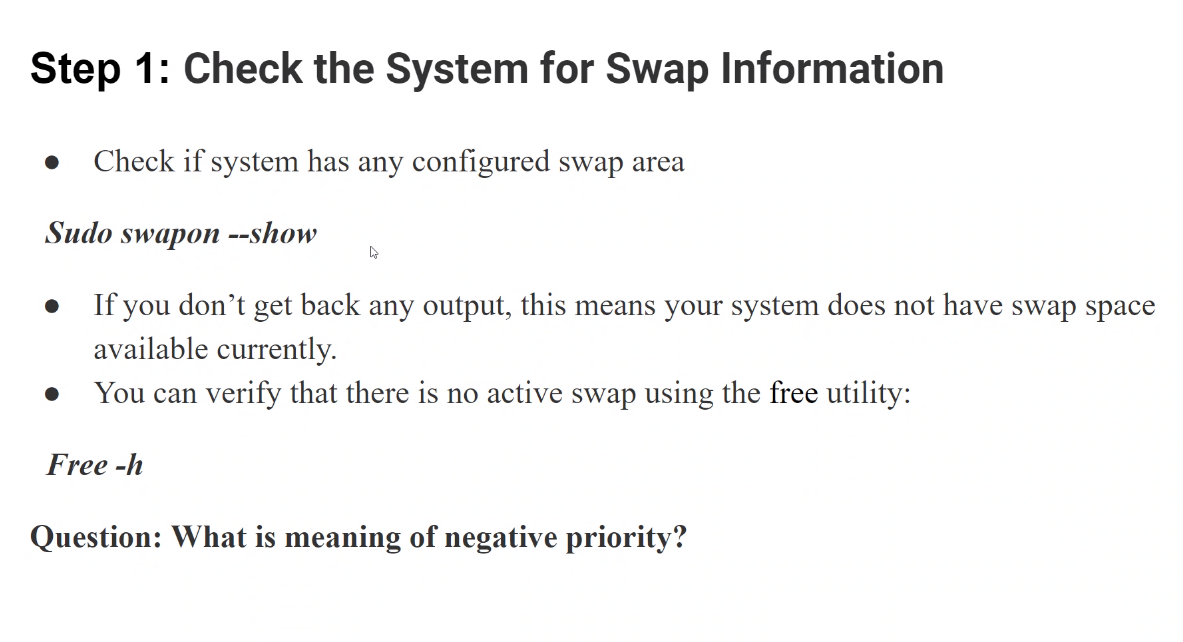 Step 1: Check the System for Swap Information
● Check if system has any configured swap area
Sudo swapon --show
● If you don’t get back any output, this means your system does not have swap space
available currently.
● You can verify that there is no active swap using the free utility:
Free -h
Question: What is meaning of negative priority?